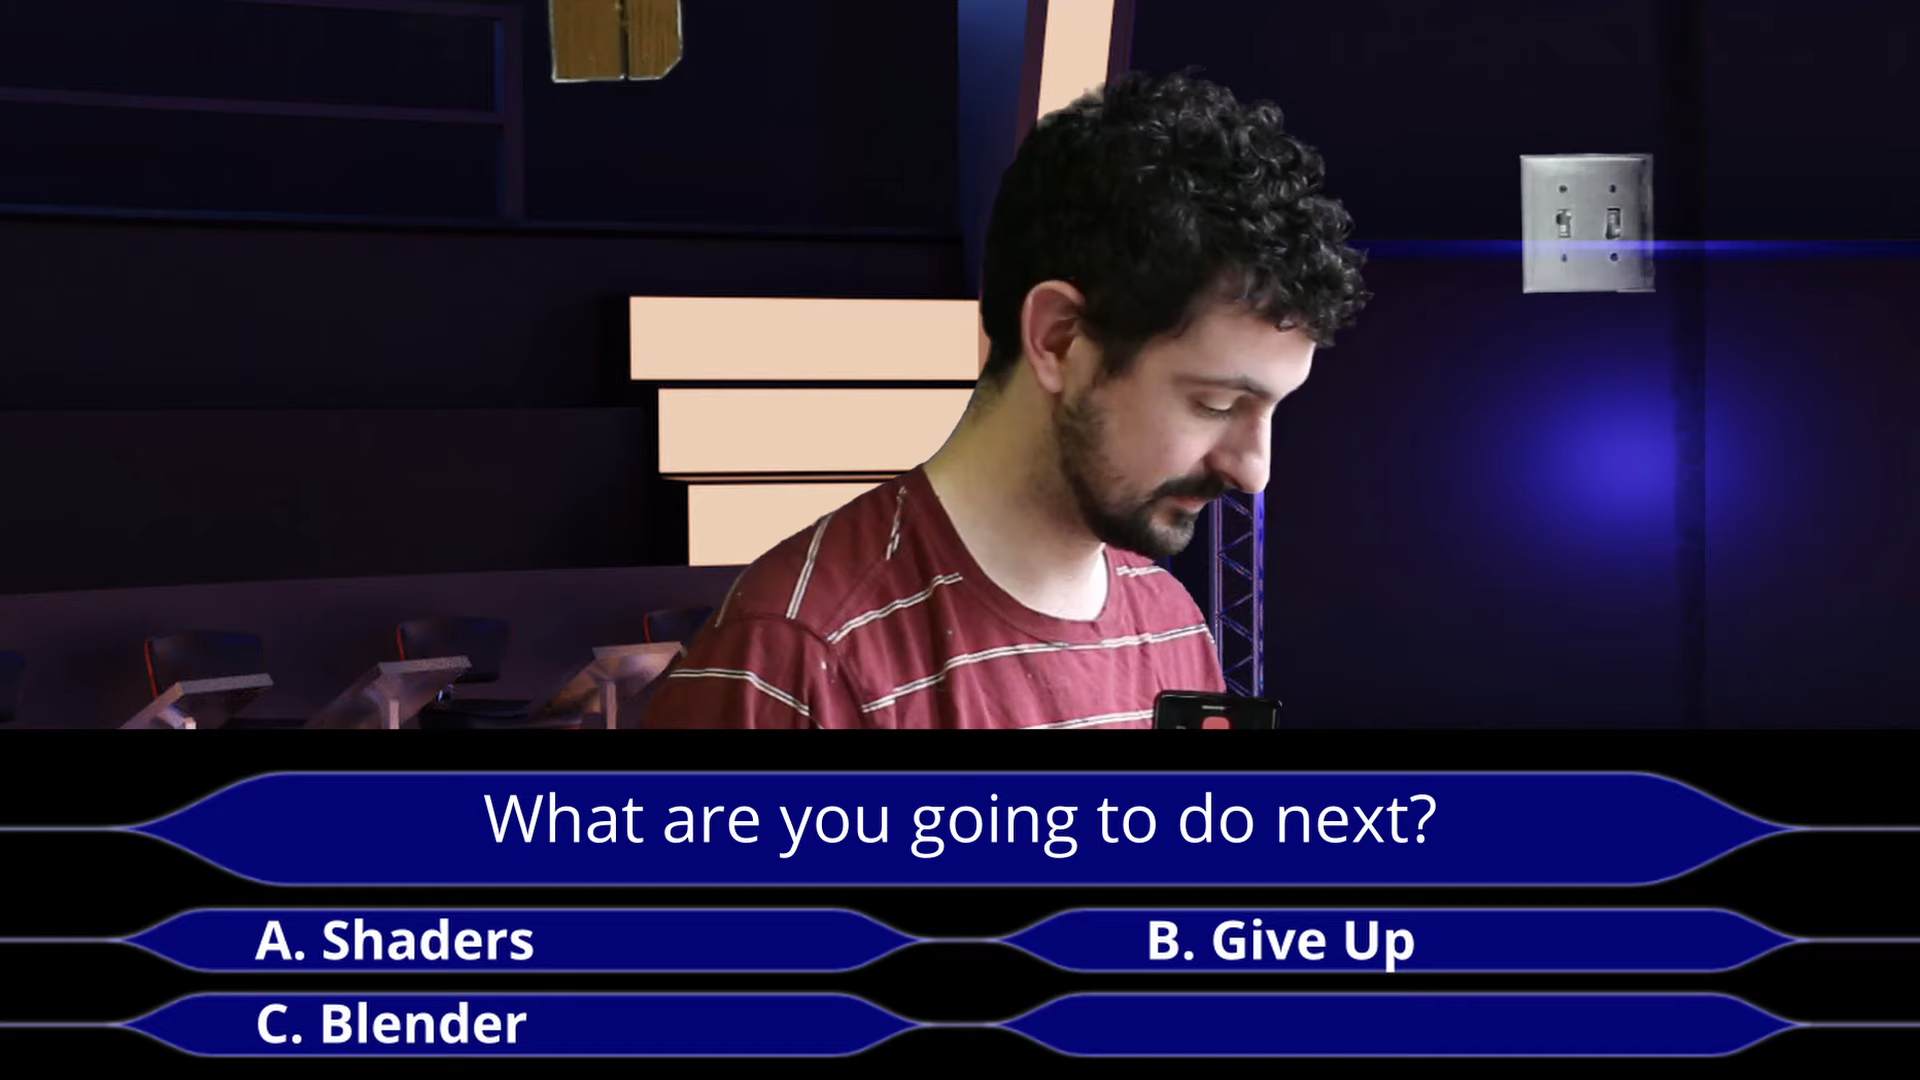 What are you going to do next?
A. Shaders
B. Give Up
C. Blender